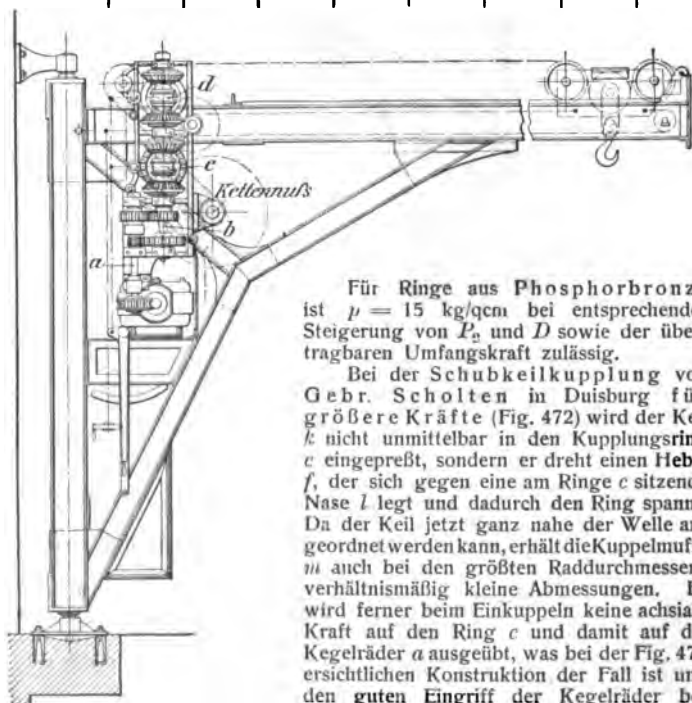 d
e
Kettennuſs
b
a
Für Ringe aus Phosphorbronz
ist p = 15 kg/qcm bei entsprechende
Steigerung von P und D sowie der über
tragbaren Umfangskraft zulässig.
Bei der Schubkeilkupplung vo
Gebr. Scholten in Duisburg fü
größere Kräfte (Fig. 472) wird der Ke
k nicht unmittelbar in den Kupplungsrin
c eingepreßt, sondern er dreht einen Heb
f, der sich gegen eine am Ringe c sitzend
Nase l legt und dadurch den Ring spann
Da der Keil jetzt ganz nahe der Welle an
geordnet werden kann, erhält die Kuppelmuff
m auch bei den größten Raddurchmesser
verhältnismäßig kleine Abmessungen.
wird ferner beim Einkuppeln keine achsia
Kraft auf den Ring c und damit auf d
Kegelräder a ausgeübt, was bei der Fig. 47
ersichtlichen Konstruktion der Fall ist un
den guten Eingriff der Kegelräder be